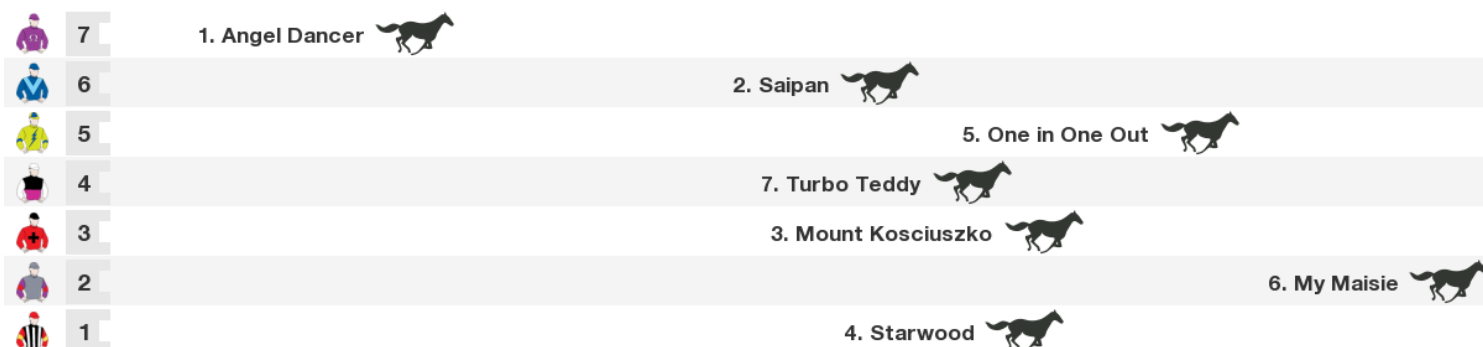 7 1. Angel Dancer
6 2. Saipan
5 5. One in One Out
4 7. Turbo Teddy
3 3. Mount Kosciuszko
2 6. My Maisie
1 4. Starwood